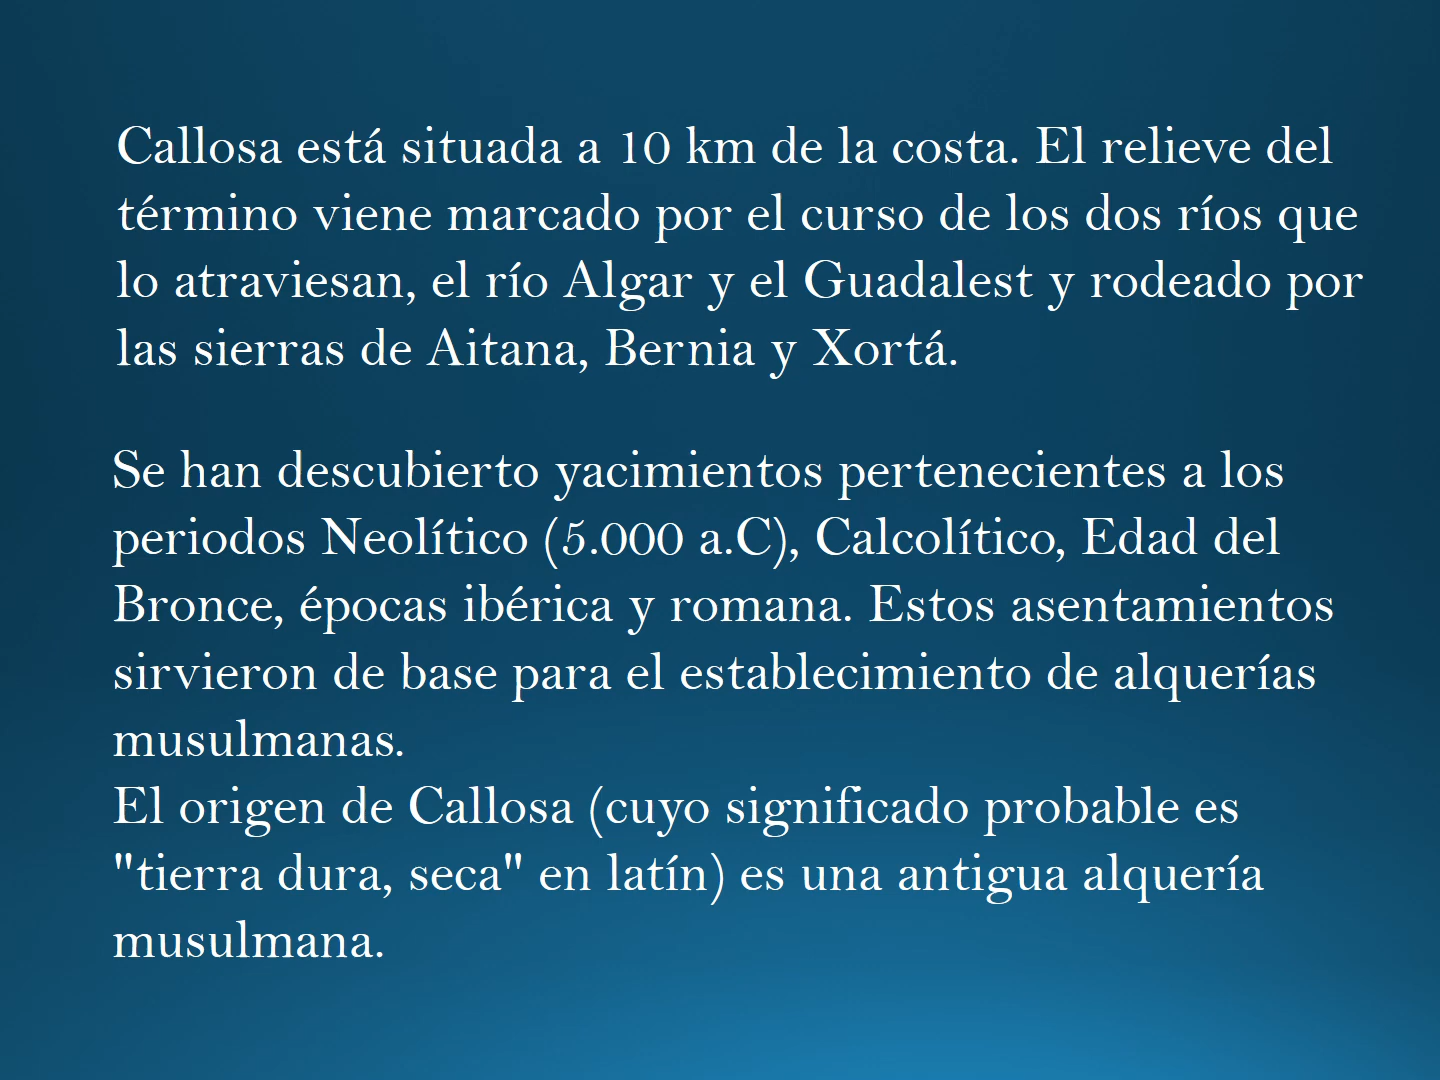 Callosa está situada a 10 km de la costa. El relieve del
término viene marcado por el curso de los dos ríos que
lo atraviesan, el río Algar y el Guadalest y rodeado por
las sierras de Aitana, Bernia y Xortá.
Se han descubierto yacimientos pertenecientes a los
periodos Neolítico (5.000 a.C), Calcolítico, Edad del
Bronce, épocas ibérica y romana. Estos asentamientos
sirvieron de base para el establecimiento de alquerías
musulmanas.
El origen de Callosa (cuyo significado probable es
"tierra dura, seca" en latín) es una antigua alquería
musulmana.